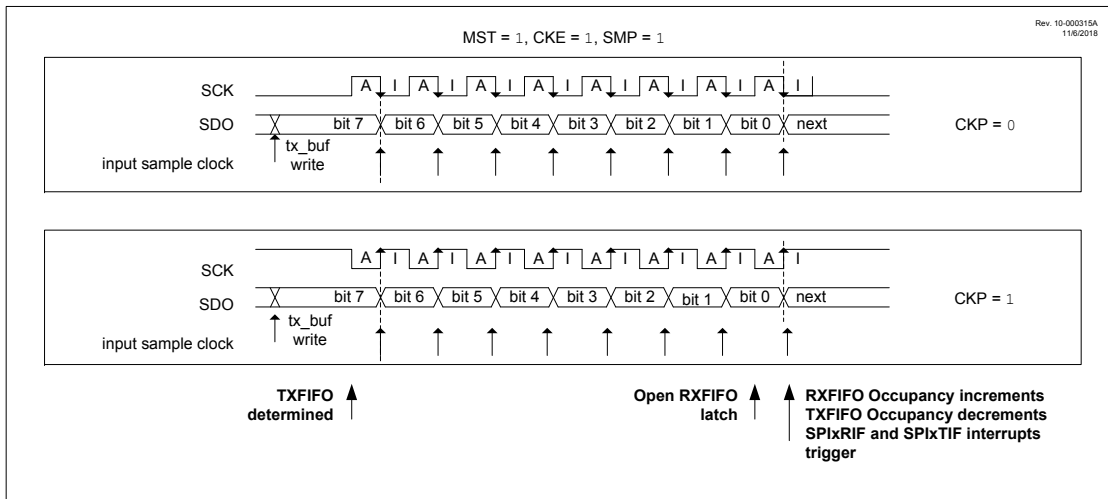 Rev. 10-000315A
11/6/2018
MST = 1, CKE = 1, SMP = 1
SCK
A I A I A I A I A I A I A I A I
SDO
bit 7 bit 6 bit 5 bit 4 bit 3 bit 2 bit 1 bit 0 next
CKP = 0
tx_buf
write
input sample clock
SCK
A I A I A I A I A I A I A I A I
SDO
bit 7 bit 6 bit 5 bit 4 bit 3 bit 2 bit 1 bit 0 next
CKP = 1
tx_buf
write
input sample clock
TXFIFO
determined
Open RXFIFO
latch
RXFIFO Occupancy increments
TXFIFO Occupancy decrements
SPIxRIF and SPIxTIF interrupts
trigger